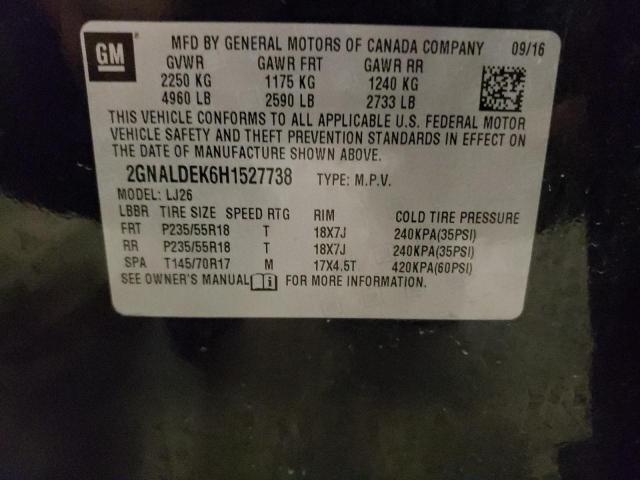 GM
MFD BY GENERAL MOTORS OF CANADA COMPANY 09/16
GVWR GAWR FRT GAWR RR
2250 KG 1175 KG 1240 KG
4960 LB 2590 LB 2733 LB
THIS VEHICLE CONFORMS TO ALL APPLICABLE U.S. FEDERAL MOTOR
VEHICLE SAFETY AND THEFT PREVENTION STANDARDS IN EFFECT ON
THE DATE OF MANUFACTURE SHOWN ABOVE.
2GNALDEK6H1527738 TYPE: M.P.V.
MODEL: LJ26
LBBR TIRE SIZE SPEED RTG RIM COLD TIRE PRESSURE
FRT P235/55R18 T 18X7J 240KPA(35PSI)
RR P235/55R18 T 18X7J 240KPA(35PSI)
SPA T145/70R17 M 17X4.5T 420KPA(60PSI)
SEE OWNER'S MANUAL i FOR MORE INFORMATION.